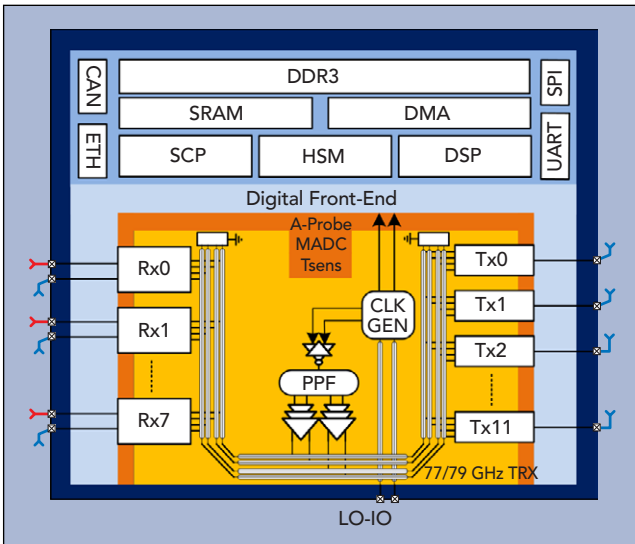 CAN
DDR3
SPI
SRAM
DMA
ETH
UART
SCP
HSM
DSP
Digital Front-End
A-Probe
MADC
Tsens
Rx0
Tx0
CLK
GEN
Rx1
Tx1
Tx2
PPF
Rx7
Tx11
77/79 GHz TRX
LO-IO